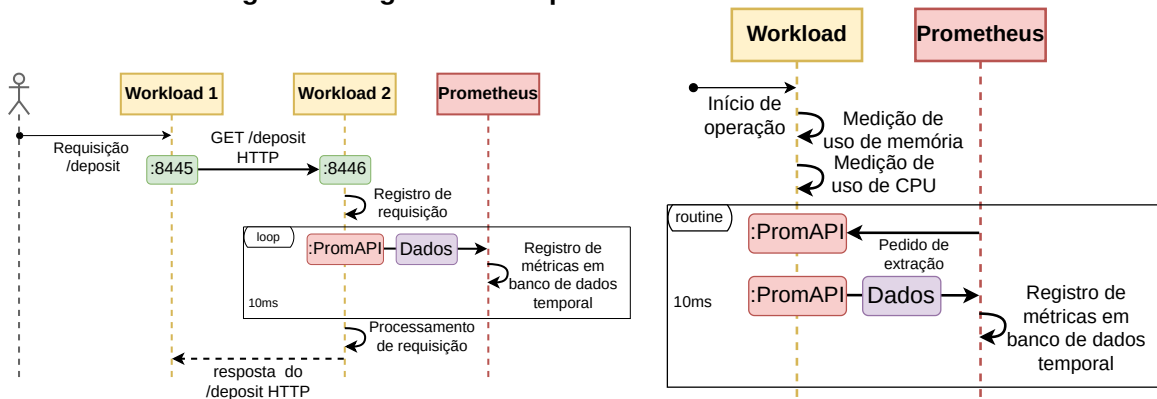 Workload 1
Workload 2
Prometheus
Requisição
/deposit
GET /deposit
HTTP
:8445
:8446
Registro de
requisição
loop
:PromAPI
Dados
Registro de
métricas em
banco de dados
temporal
10ms
Processamento
de requisição
resposta do
/deposit HTTP
Workload
Prometheus
Início de
operação
Medição de
uso de memória
Medição de
uso de CPU
routine
:PromAPI
Pedido de
extração
:PromAPI
Dados
10ms
Registro de
métricas em
banco de dados
temporal